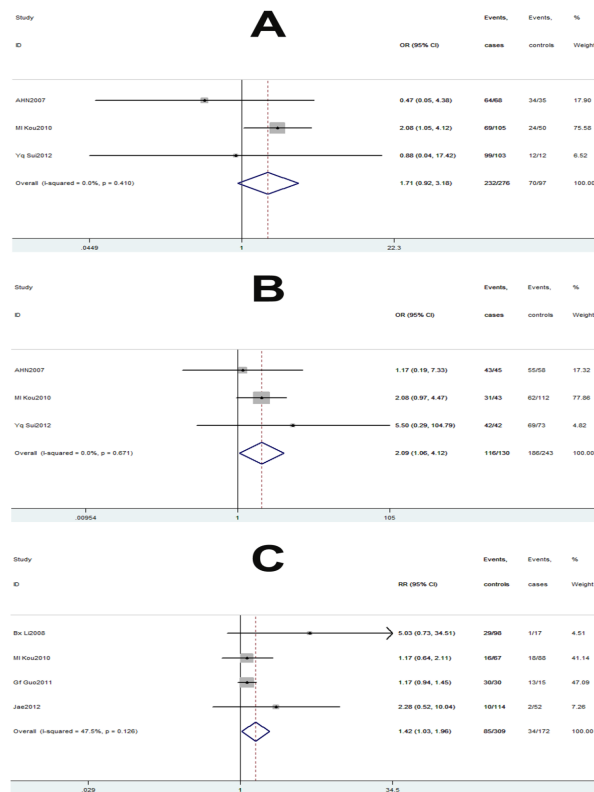 A
Study Events, Events, %
ID OR (95% CI) cases controls Weight
AHN2007 0.47 (0.05, 4.38) 64/68 34/35 17.90
MI Kou2010 2.08 (1.05, 4.12) 69/105 24/50 75.58
Yq Sui2012 0.88 (0.04, 17.42) 99/103 12/12 6.52
Overall (I-squared = 0.0%, p = 0.410) 1.71 (0.92, 3.18) 232/276 70/97 100.00
.0449 1 22.3
B
Study Events, Events, %
ID OR (95% CI) cases controls Weight
AHN2007 1.17 (0.19, 7.33) 43/45 55/58 17.32
MI Kou2010 2.08 (0.97, 4.47) 31/43 62/112 77.86
Yq Sui2012 5.50 (0.29, 104.79) 42/42 69/73 4.82
Overall (I-squared = 0.0%, p = 0.671) 2.09 (1.06, 4.12) 116/130 186/243 100.00
.00954 1 105
C
Study Events, Events, %
ID RR (95% CI) controls cases Weight
Bx Li2008 5.03 (0.73, 34.51) 29/98 1/17 4.51
MI Kou2010 1.17 (0.64, 2.11) 16/67 18/88 41.14
Gf Guo2011 1.17 (0.94, 1.45) 30/30 13/15 47.09
Jae2012 2.28 (0.52, 10.04) 10/114 2/52 7.26
Overall (I-squared = 47.5%, p = 0.126) 1.42 (1.03, 1.96) 85/309 34/172 100.00
.029 1 34.5